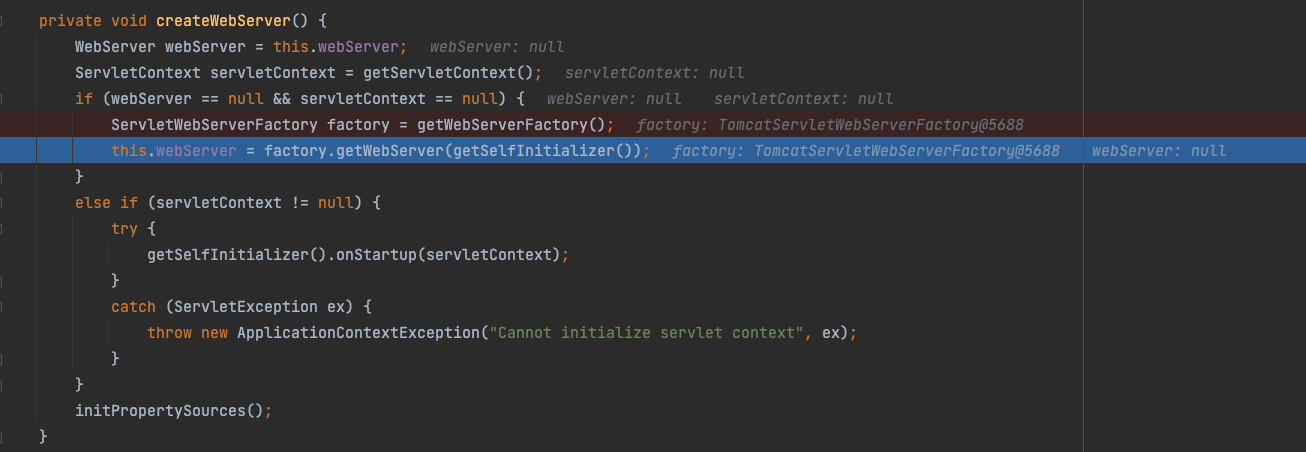 private void createWebServer() {
WebServer webServer = this.webServer; webServer: null
ServletContext servletContext = getServletContext(); servletContext: null
if (webServer == null && servletContext == null) { webServer: null servletContext: null
ServletWebServerFactory factory = getWebServerFactory(); factory: TomcatServletWebServerFactory@5688
this.webServer = factory.getWebServer(getSelfInitializer()); factory: TomcatServletWebServerFactory@5688 webServer: null
}
else if (servletContext != null) {
try {
getSelfInitializer().onStartup(servletContext);
}
catch (ServletException ex) {
throw new ApplicationContextException("Cannot initialize servlet context", ex);
}
}
initPropertySources();
}